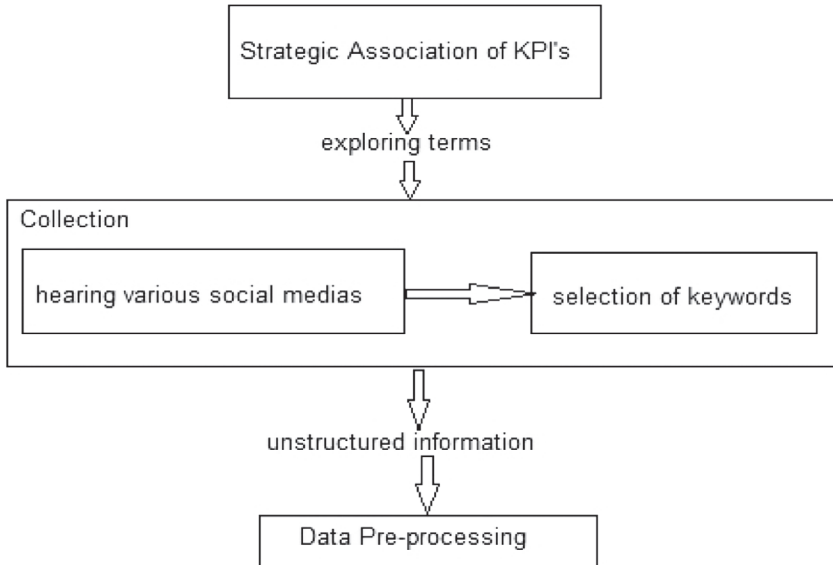 Strategic Association of KPI's
exploring terms
Collection
hearing various social medias
selection of keywords
unstructured information
Data Pre-processing